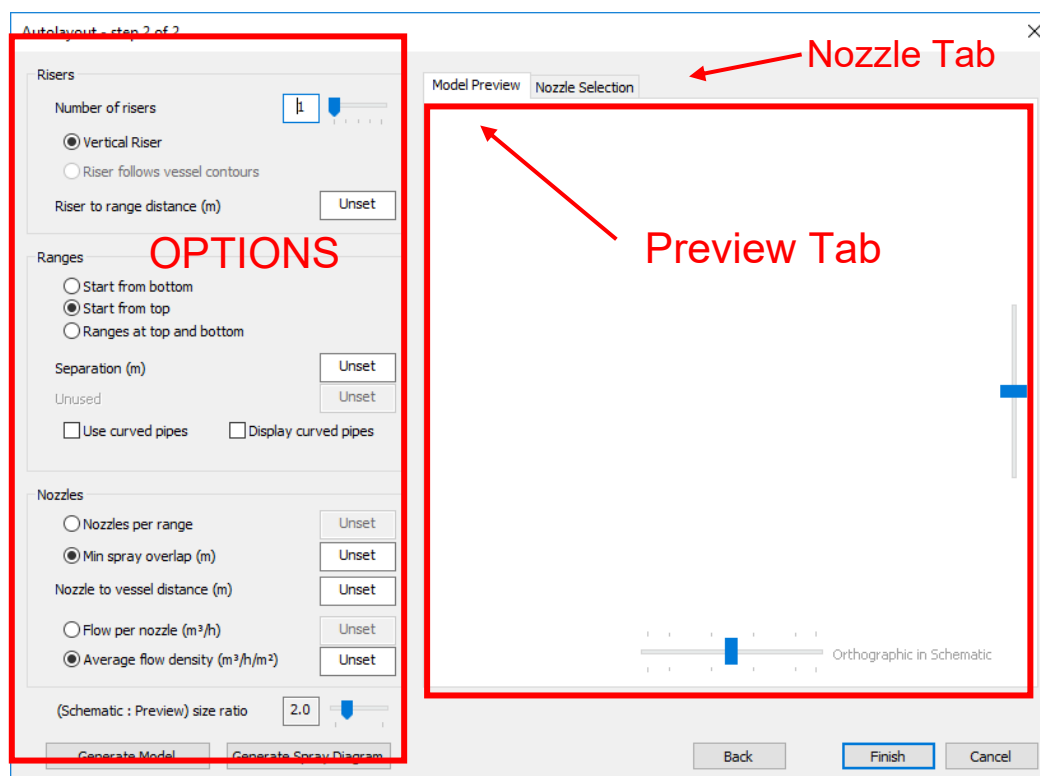 Autolayout - step 2 of 2
Nozzle Tab
Risers
Model Preview Nozzle Selection
Number of risers 1
Vertical Riser
Riser follows vessel contours
Riser to range distance (m) Unset
OPTIONS
Preview Tab
Ranges
Start from bottom
Start from top
Ranges at top and bottom
Separation (m) Unset
Unused Unset
Use curved pipes Display curved pipes
Nozzles
Nozzles per range Unset
Min spray overlap (m) Unset
Nozzle to vessel distance (m) Unset
Flow per nozzle (m³/h) Unset
Orthographic in Schematic
Average flow density (m³/h/m²) Unset
(Schematic : Preview) size ratio 2.0
Generate Model Generate Spray Diagram Back Finish Cancel